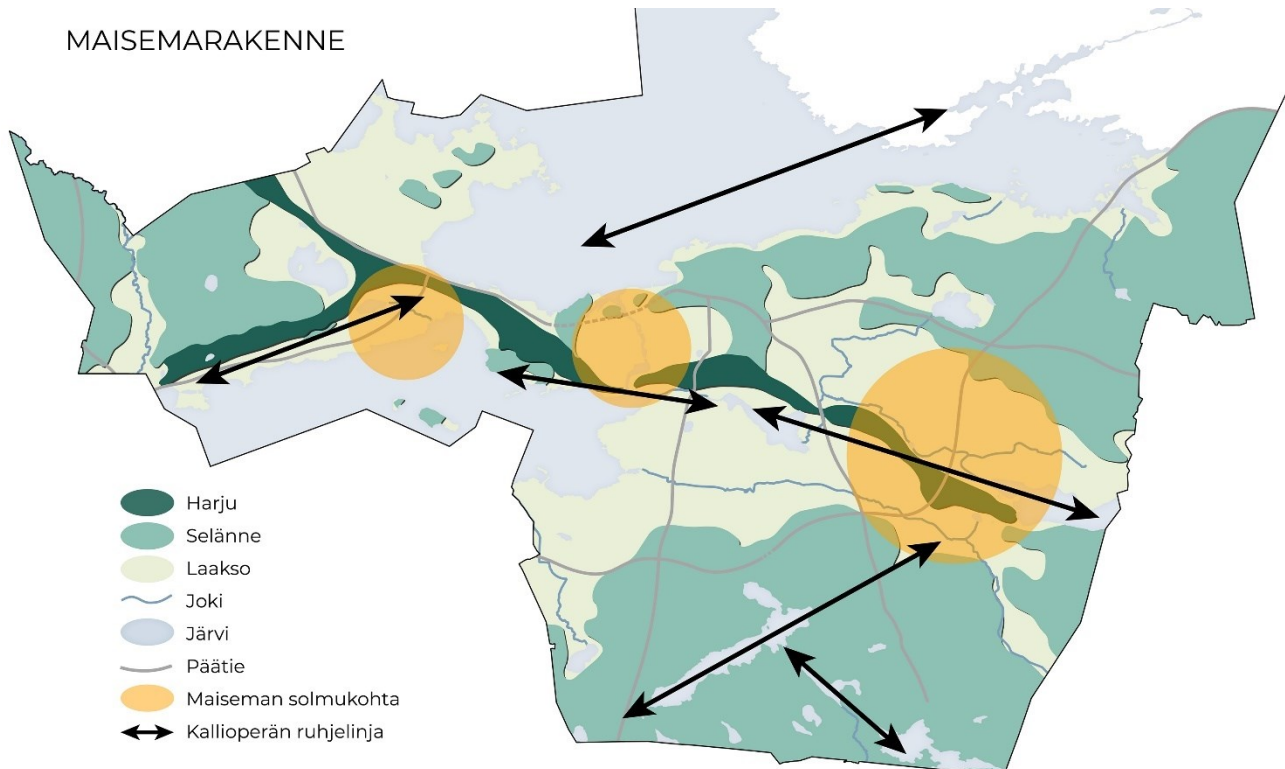 MAISEMARAKENNE
Harju
Selänne
Laakso
Joki
Järvi
Päätie
Maiseman solmukohta
Kallioperän ruhjelinja